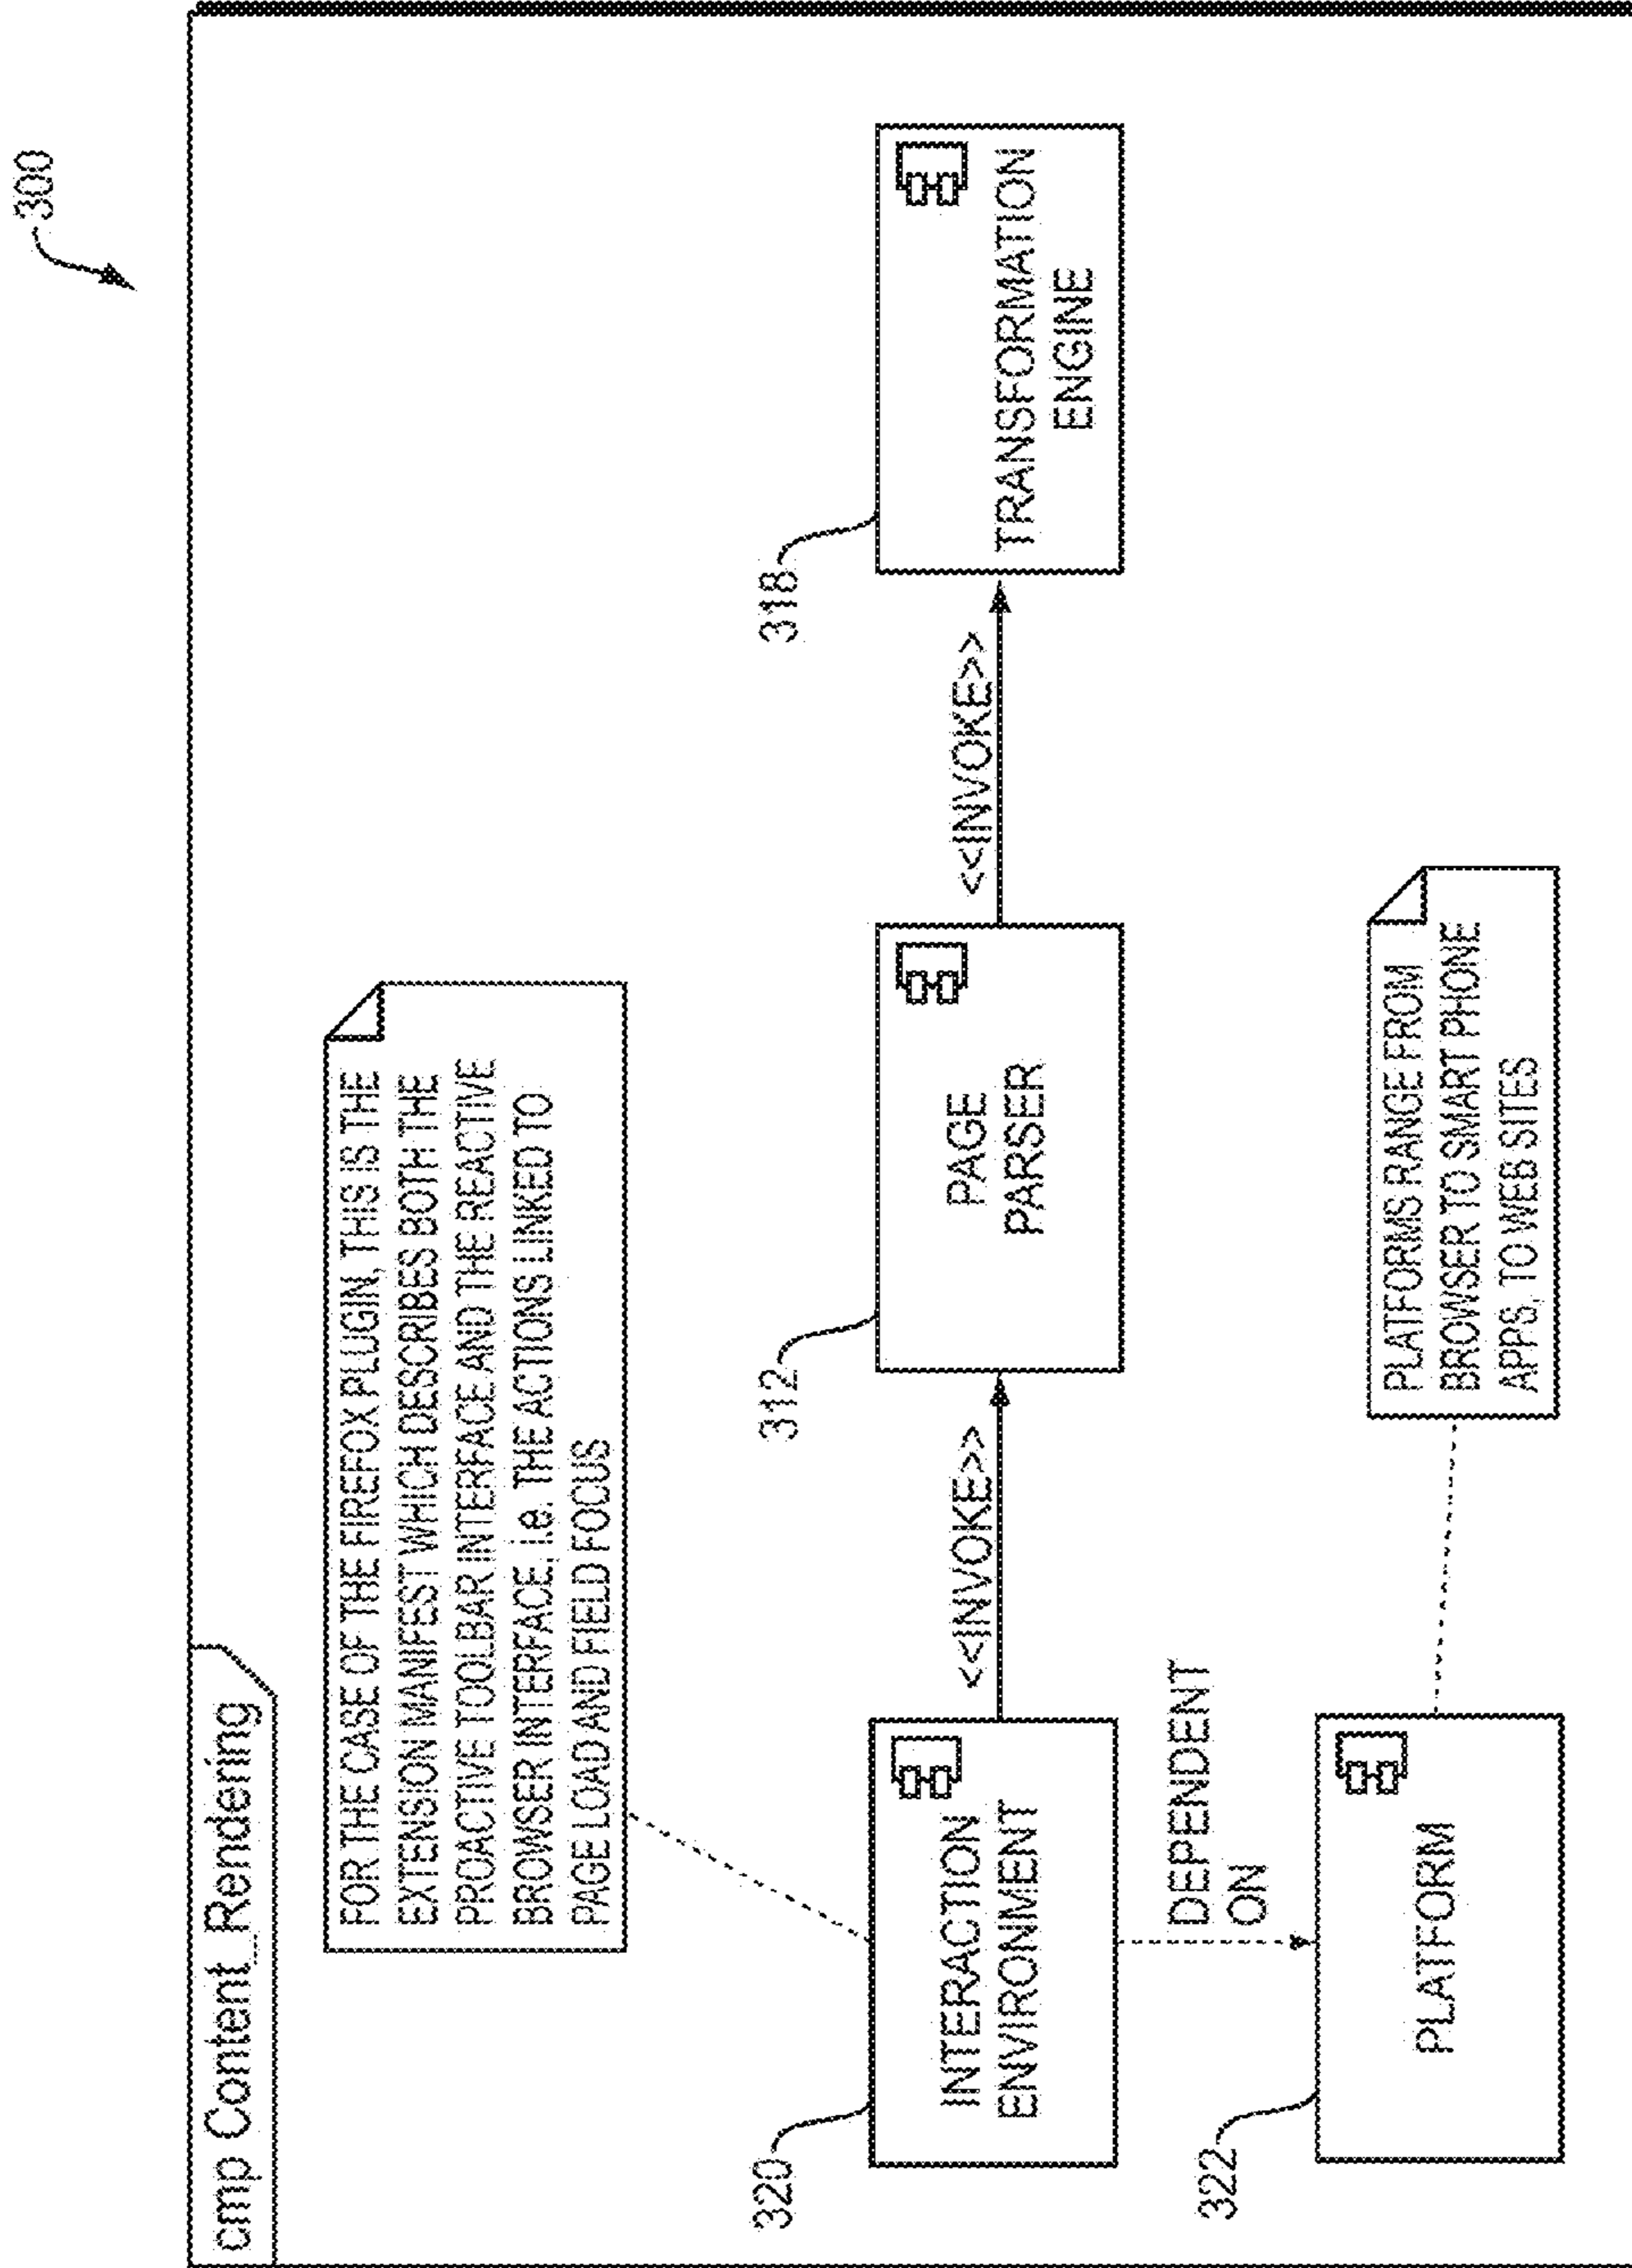 300
cmp Content_Rendering
FOR THE CASE OF THE FIREFOX PLUGIN, THIS IS THE
EXTENSION MANIFEST WHICH DESCRIBES BOTH THE
PROACTIVE TOOLBAR INTERFACE AND THE REACTIVE
BROWSER INTERFACE, i.e. THE ACTIONS LINKED TO
PAGE LOAD AND FIELD FOCUS
320
INTERACTION
ENVIRONMENT
<<INVOKE>>
312
PAGE
PARSER
<<INVOKE>>
318
TRANSFORMATION
ENGINE
DEPENDENT
ON
322
PLATFORM
PLATFORMS RANGE FROM
BROWSER TO SMART PHONE
APPS, TO WEB SITES